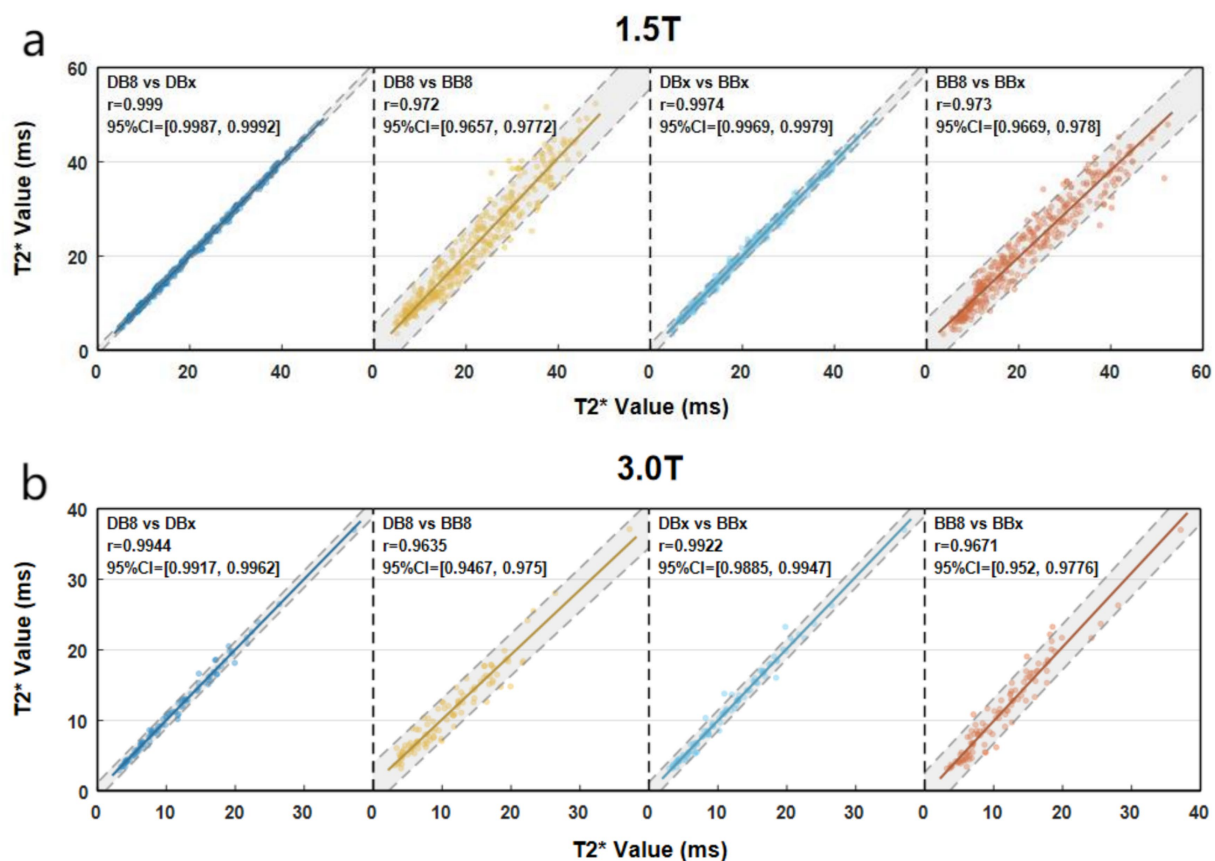 a
1.5T
60
DB8 vs DBx
r=0.999
95%CI=[0.9987, 0.9992]
DB8 vs BB8
r=0.972
95%CI=[0.9657, 0.9772]
DBx vs BBx
r=0.9974
95%CI=[0.9969, 0.9979]
BB8 vs BBx
r=0.973
95%CI=[0.9669, 0.978]
40
20
0
T2* Value (ms)
0 20 40 0 20 40 0 20 40 0 20 40 60
T2* Value (ms)
b
3.0T
40
DB8 vs DBx
r=0.9944
95%CI=[0.9917, 0.9962]
DB8 vs BB8
r=0.9635
95%CI=[0.9467, 0.975]
DBx vs BBx
r=0.9922
95%CI=[0.9885, 0.9947]
BB8 vs BBx
r=0.9671
95%CI=[0.952, 0.9776]
30
20
10
0
T2* Value (ms)
0 10 20 30 0 10 20 30 0 10 20 30 0 10 20 30 40
T2* Value (ms)